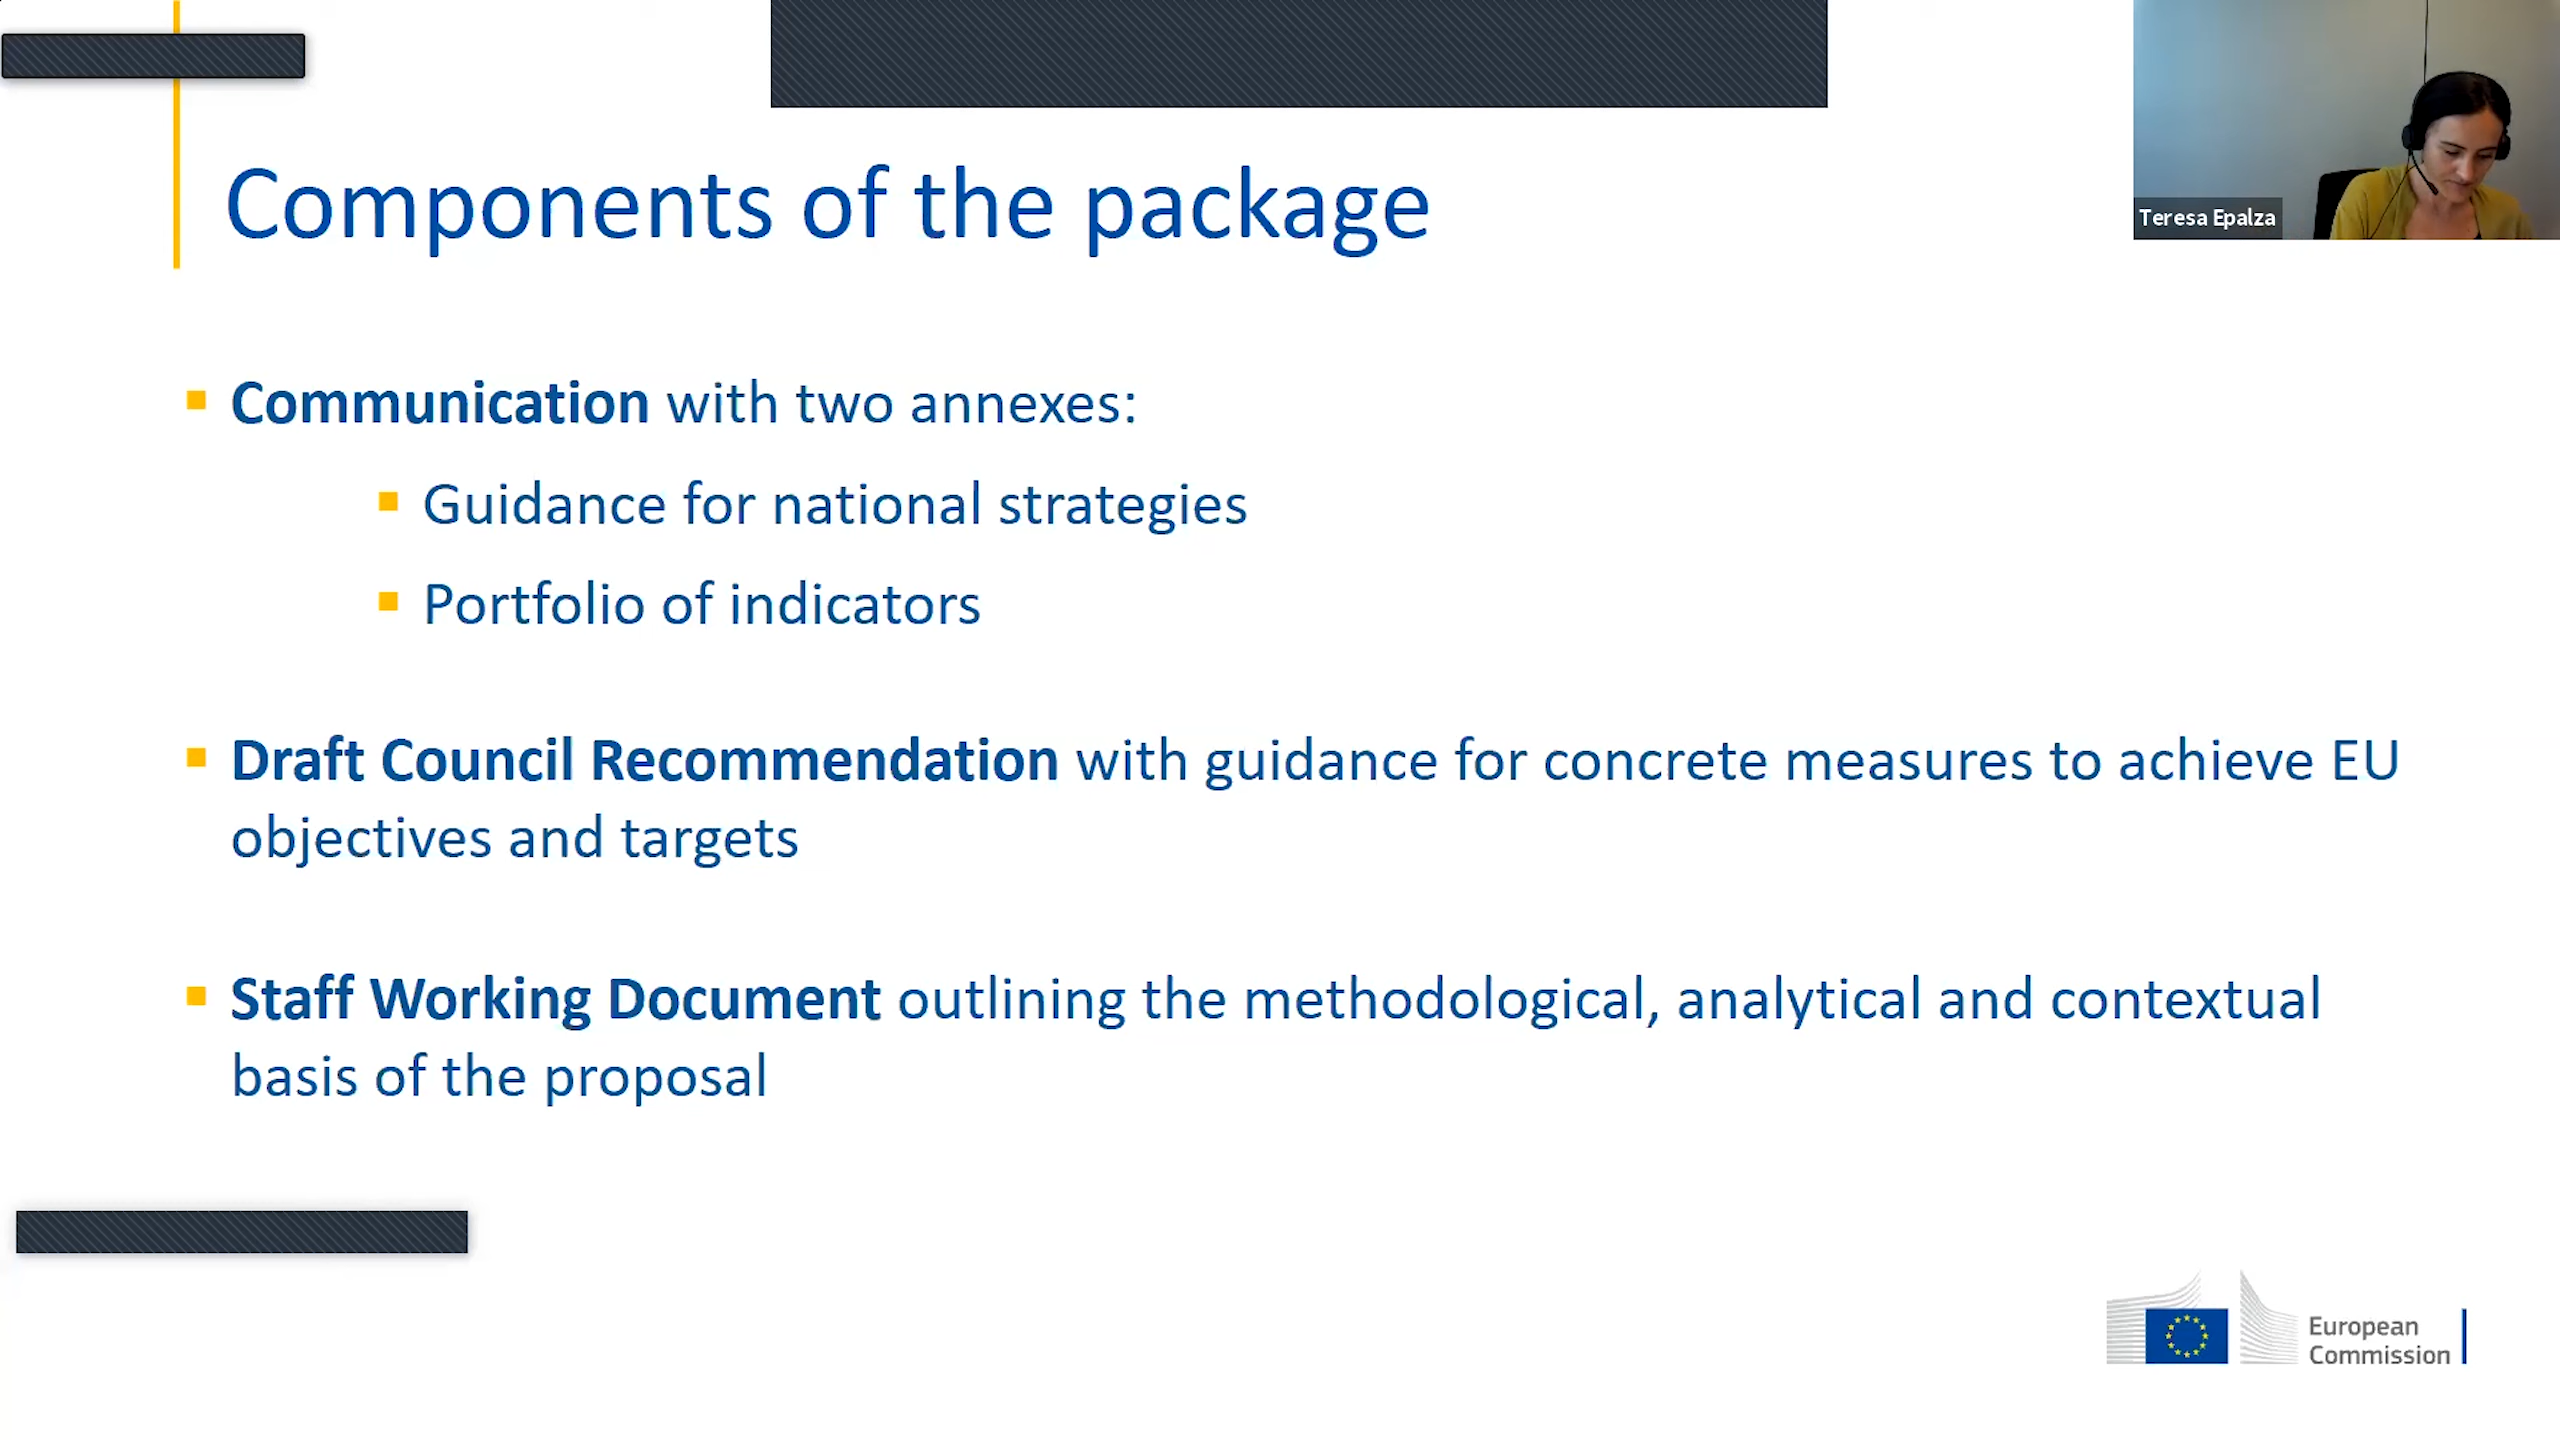 Components of the package
Teresa Epalza
Communication with two annexes:
Guidance for national strategies
Portfolio of indicators
Draft Council Recommendation with guidance for concrete measures to achieve EU
objectives and targets
Staff Working Document outlining the methodological, analytical and contextual
basis of the proposal
European
Commission